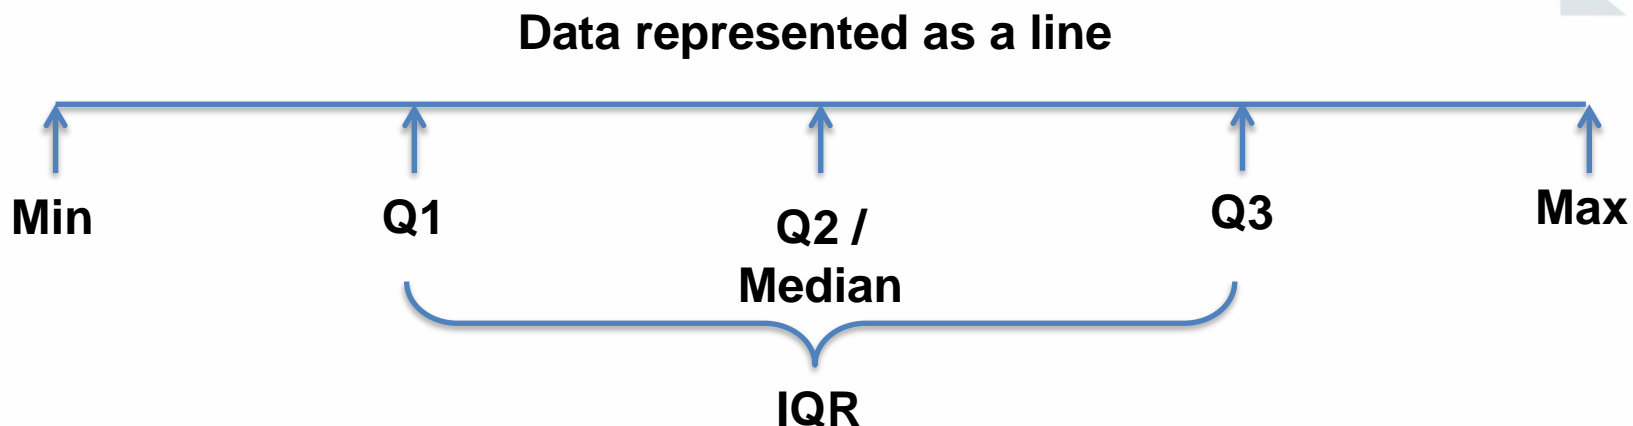 Data represented as a line
Min
Q1
Q2 /
Median
Q3
Max
IQR